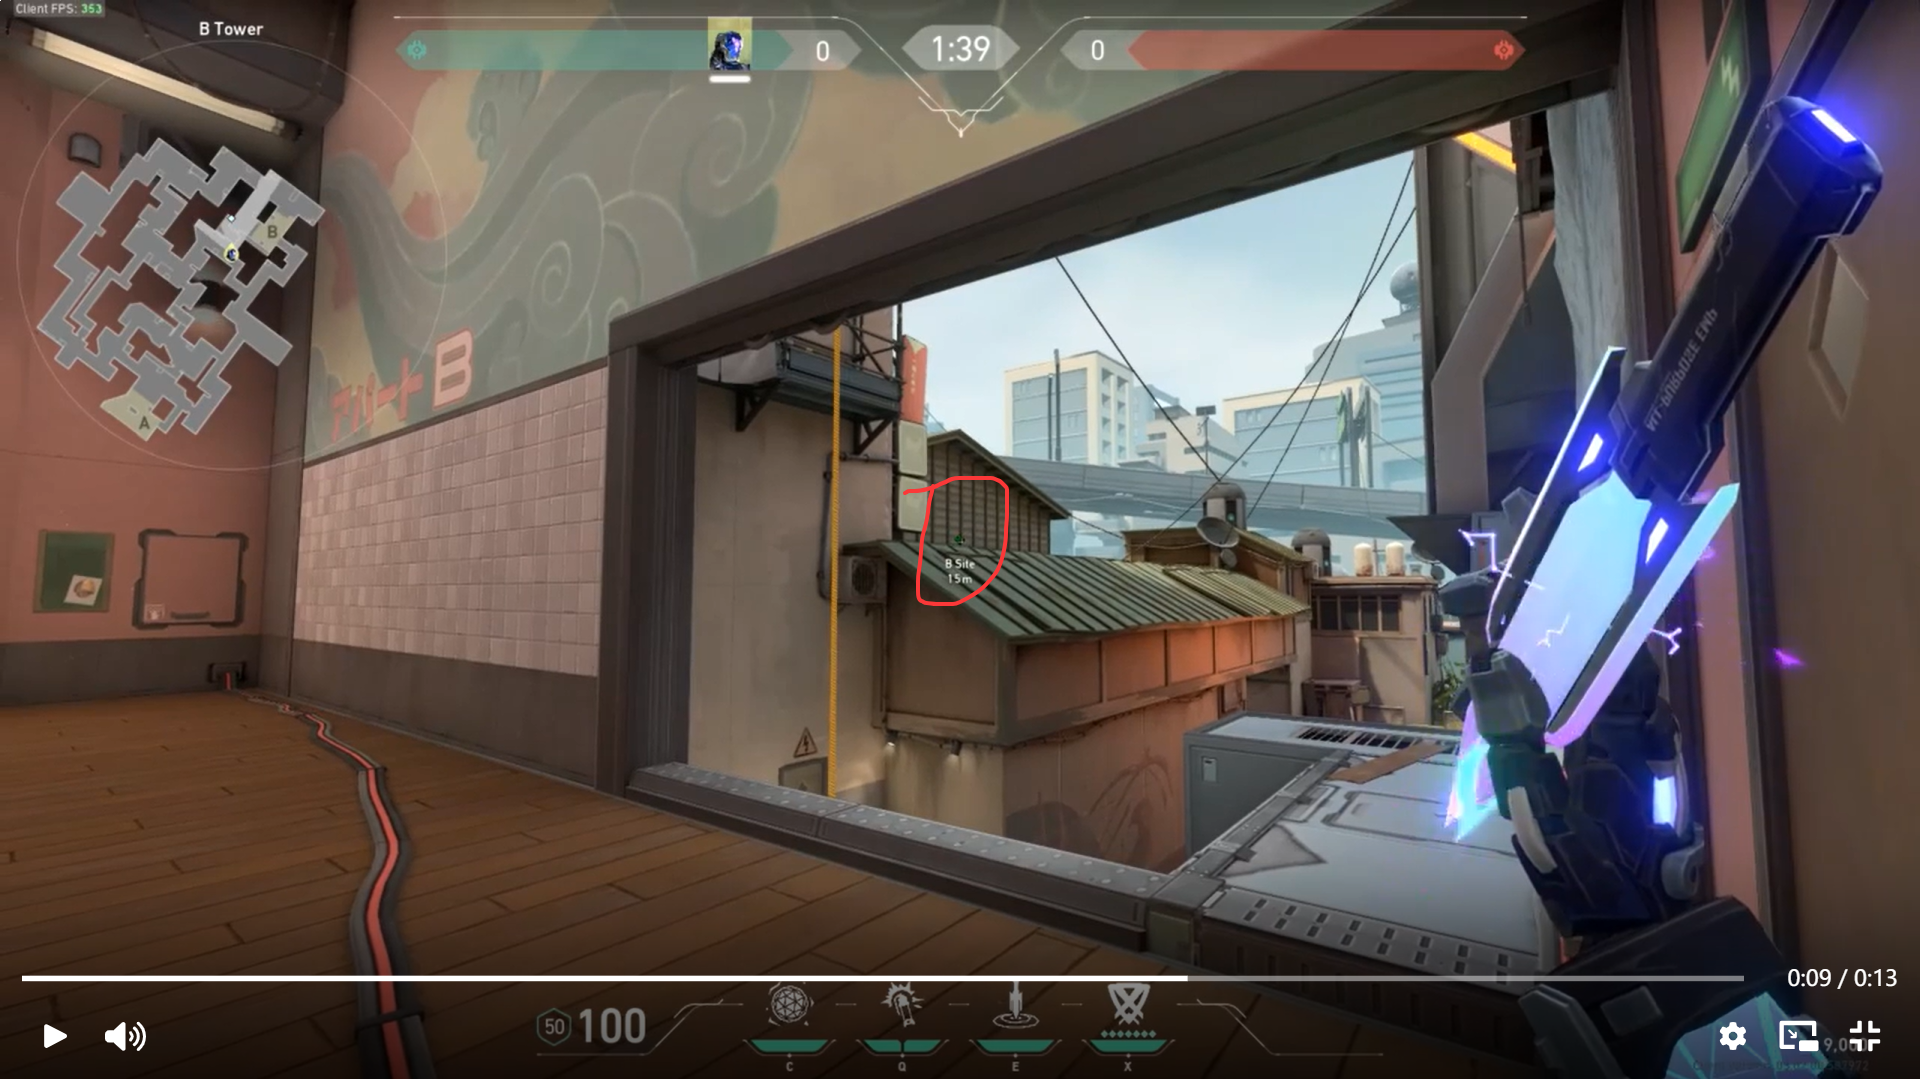 Client FPS: 353
B Tower
0
1:39
0
B
A
アパート B
B Site
15m
50 100
C Q E X
0:09 / 0:13